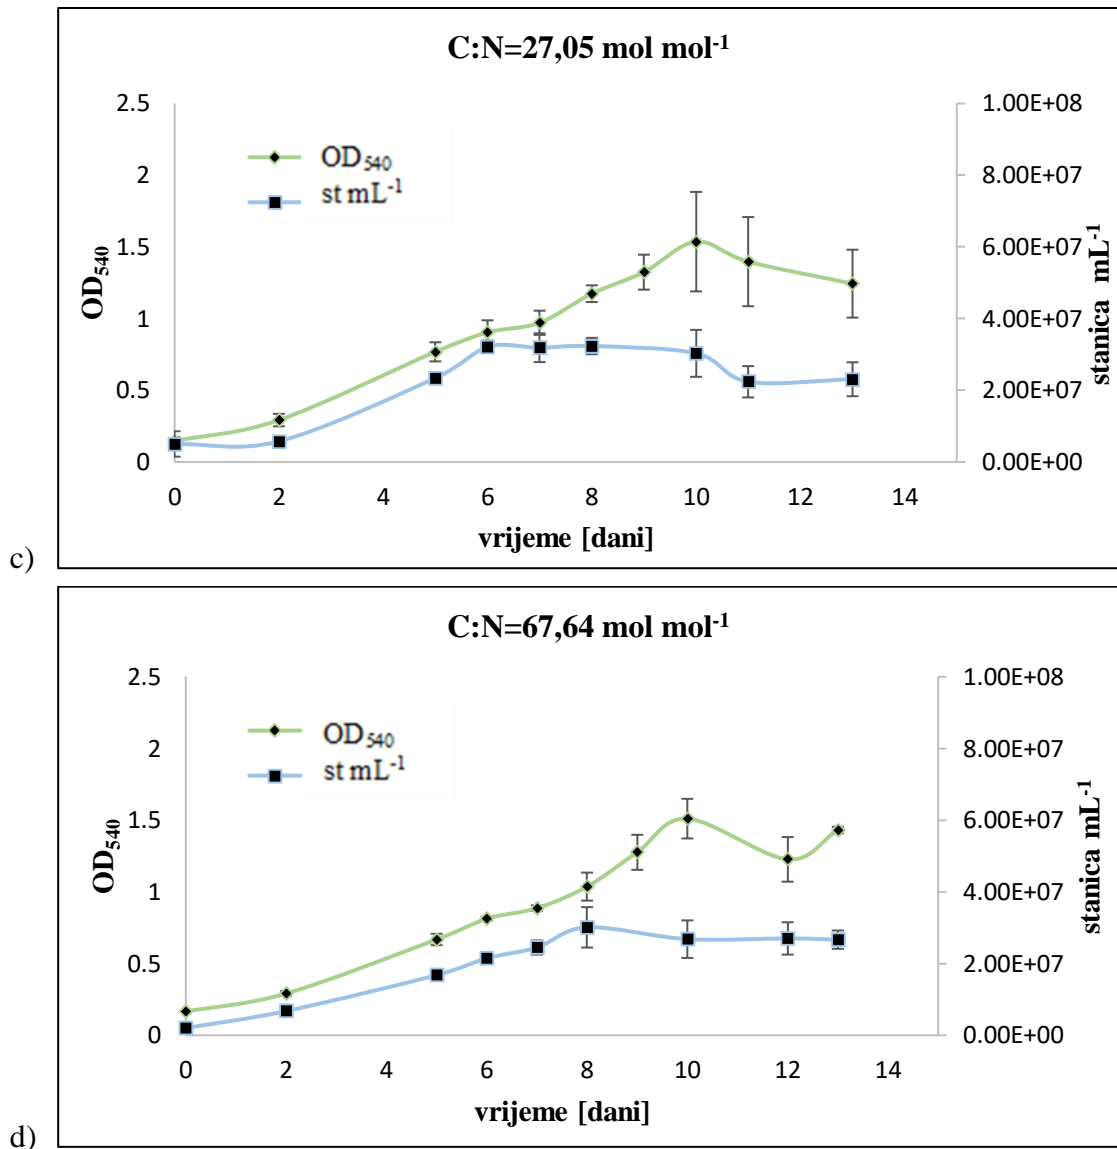 C:N=27,05 mol mol⁻¹
2.5
2
1.5
1
0.5
0
OD₅₄₀
1.00E+08
8.00E+07
6.00E+07
4.00E+07
2.00E+07
0.00E+00
stanica mL⁻¹
OD₅₄₀
st mL⁻¹
0 2 4 6 8 10 12 14
vrijeme [dani]
c)
C:N=67,64 mol mol⁻¹
2.5
2
1.5
1
0.5
0
OD₅₄₀
1.00E+08
8.00E+07
6.00E+07
4.00E+07
2.00E+07
0.00E+00
stanica mL⁻¹
OD₅₄₀
st mL⁻¹
0 2 4 6 8 10 12 14
vrijeme [dani]
d)